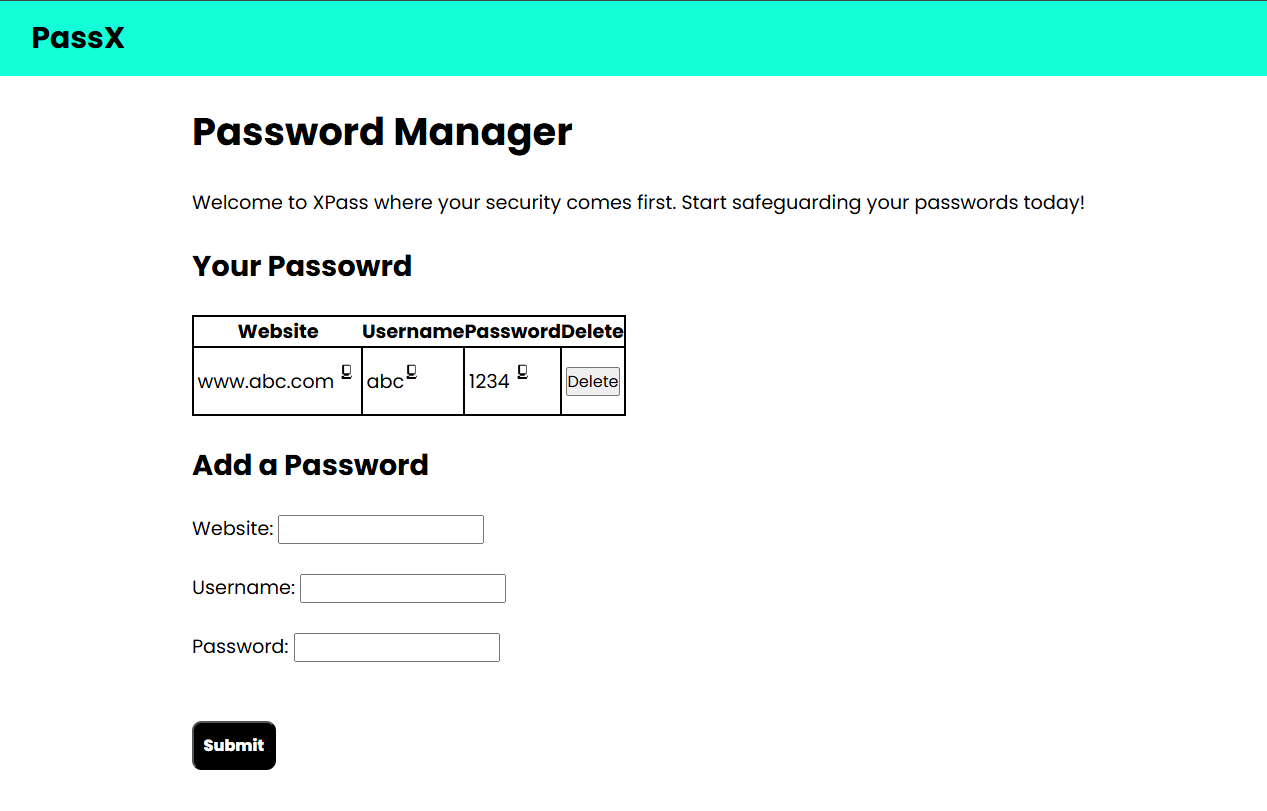 PassX
Password Manager
Welcome to XPass where your security comes first. Start safeguarding your passwords today!
Your Passowrd
Website Username Password Delete
www.abc.com abc 1234 Delete
Add a Password
Website:
Username:
Password:
Submit